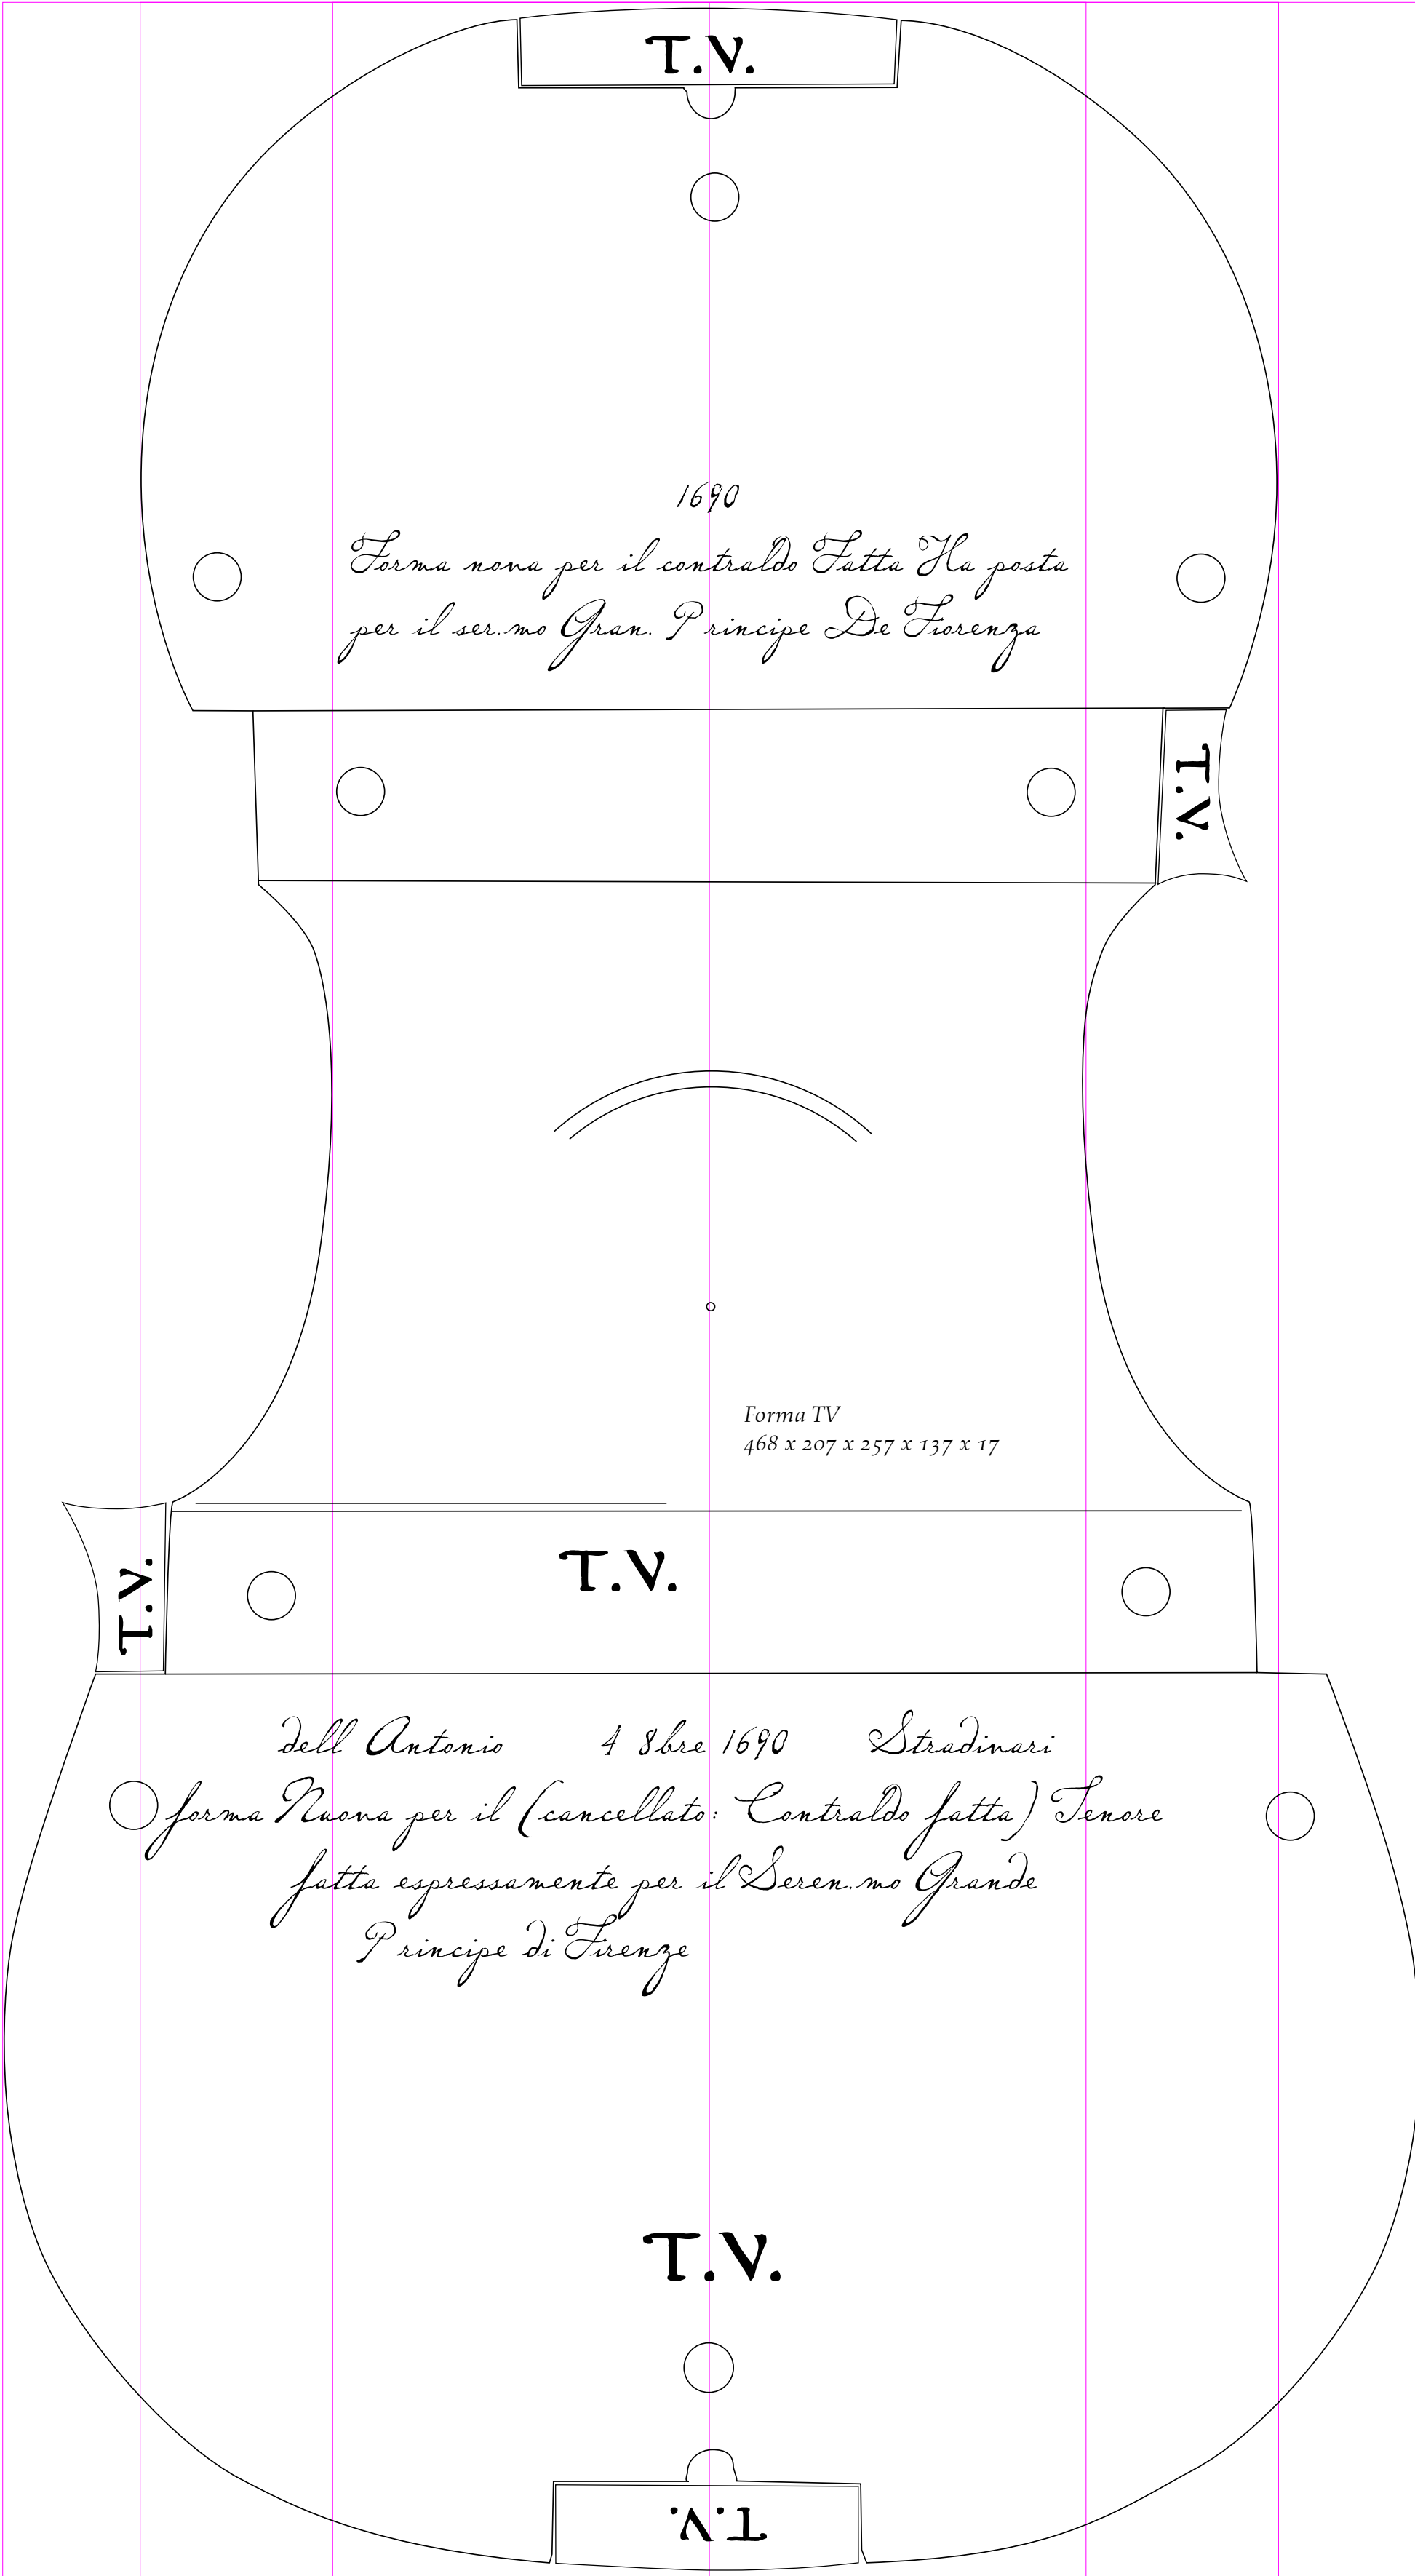 T.V.
1690
Forma nova per il contraldo Fatta Ha posta
per il ser.mo Gran. Principe De Fiorenza
T.V.
Forma TV
468 x 207 x 257 x 137 x 17
T.V.
T.V.
dell Antonio 4 8bre 1690 Stradivari
forma Nuova per il (cancellato: Contraldo fatta) Tenore
fatta espressamente per il Seren.mo Grande
Principe di Firenze
T.V.
T.V.